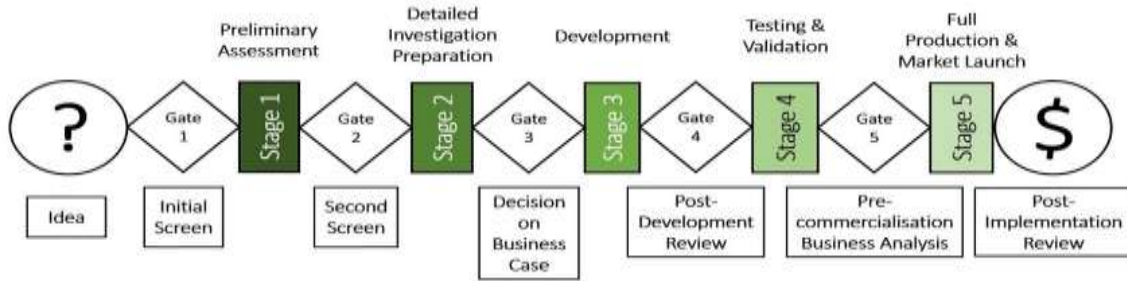 Preliminary
Assessment
Detailed
Investigation
Preparation
Development
Testing &
Validation
Full
Production &
Market Launch
?
Gate
1
Stage 1
Gate
2
Stage 2
Gate
3
Stage 3
Gate
4
Stage 4
Gate
5
Stage 5
$
Idea
Initial
Screen
Second
Screen
Decision
on
Business
Case
Post-
Development
Review
Pre-
commercialisation
Business Analysis
Post-
Implementation
Review